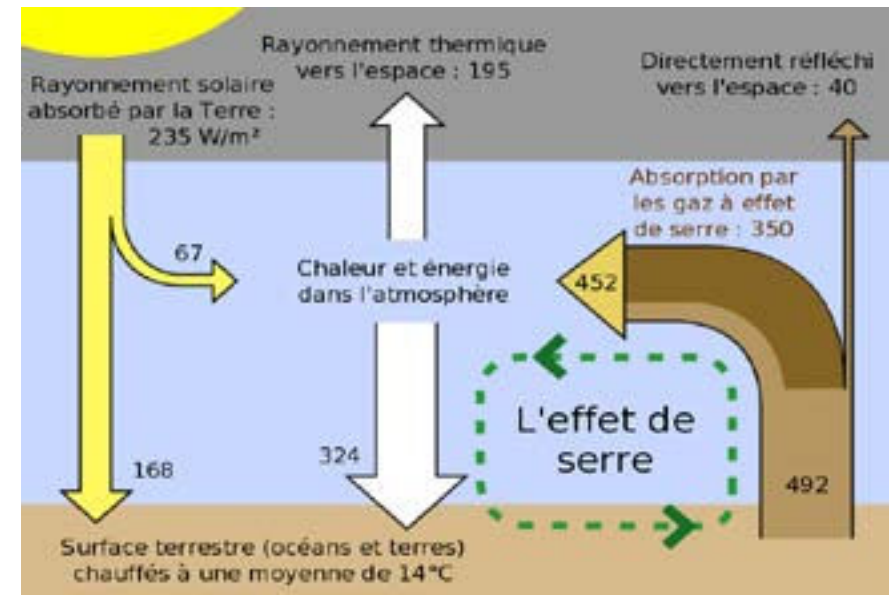 Rayonnement thermique
vers l'espace : 195
Directement réfléchi
vers l'espace : 40
Rayonnement solaire
absorbé par la Terre :
235 W/m²
Absorption par
les gaz à effet
de serre : 350
67
Chaleur et énergie
dans l'atmosphère
452
L'effet de
serre
168
324
492
Surface terrestre (océans et terres)
chauffés à une moyenne de 14°C